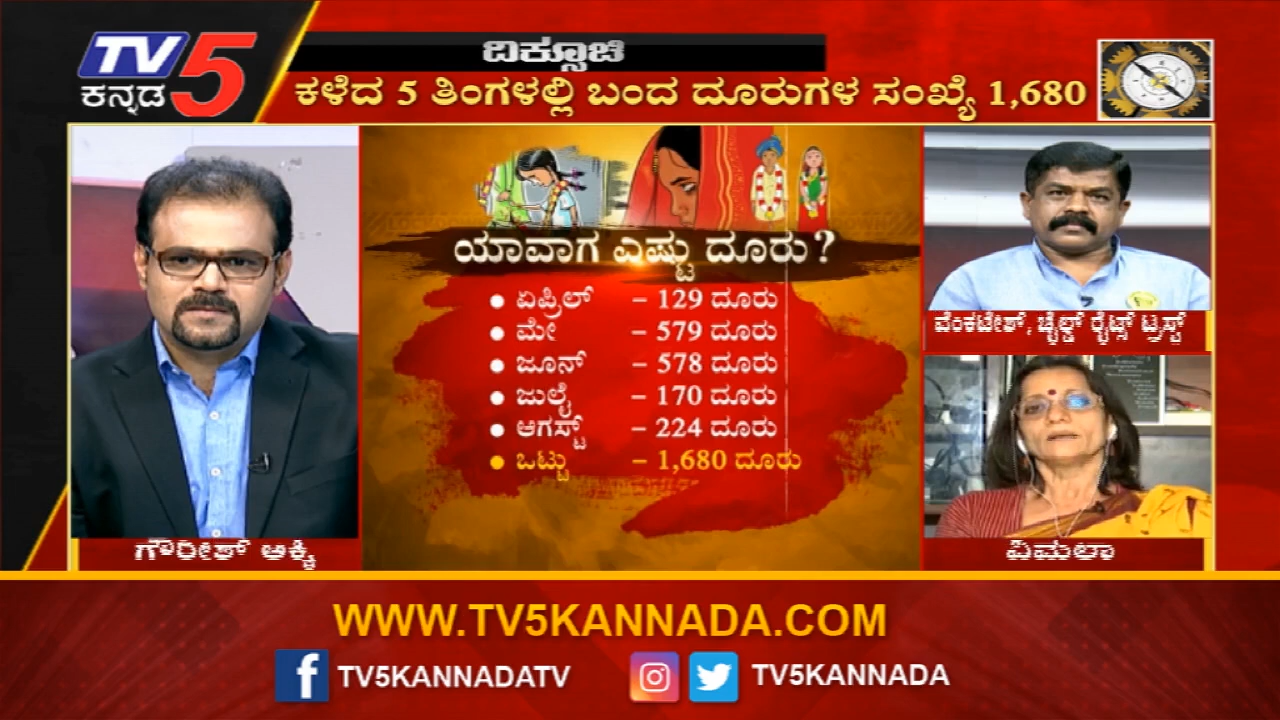 TV5
ಕನ್ನಡ
ದಿಕ್ಸೂಚಿ
ಕಳೆದ 5 ತಿಂಗಳಲ್ಲಿ ಬಂದ ದೂರುಗಳ ಸಂಖ್ಯೆ 1,680
ಯಾವಾಗ ಎಷ್ಟು ದೂರು?
● ಏಪ್ರಿಲ್ – 129 ದೂರು
● ಮೇ – 579 ದೂರು
● ಜೂನ್ – 578 ದೂರು
● ಜುಲೈ – 170 ದೂರು
● ಆಗಸ್ಟ್ – 224 ದೂರು
● ಒಟ್ಟು – 1,680 ದೂರು
ಗೌರೀಶ್ ಅಕ್ಕಿ
ವೆಂಕಟೇಶ್, ಚೈಲ್ಡ್ ರೈಟ್ಸ್ ಟ್ರಸ್ಟ್
ವಿಮಲಾ
WWW.TV5KANNADA.COM
TV5KANNADATV
TV5KANNADA